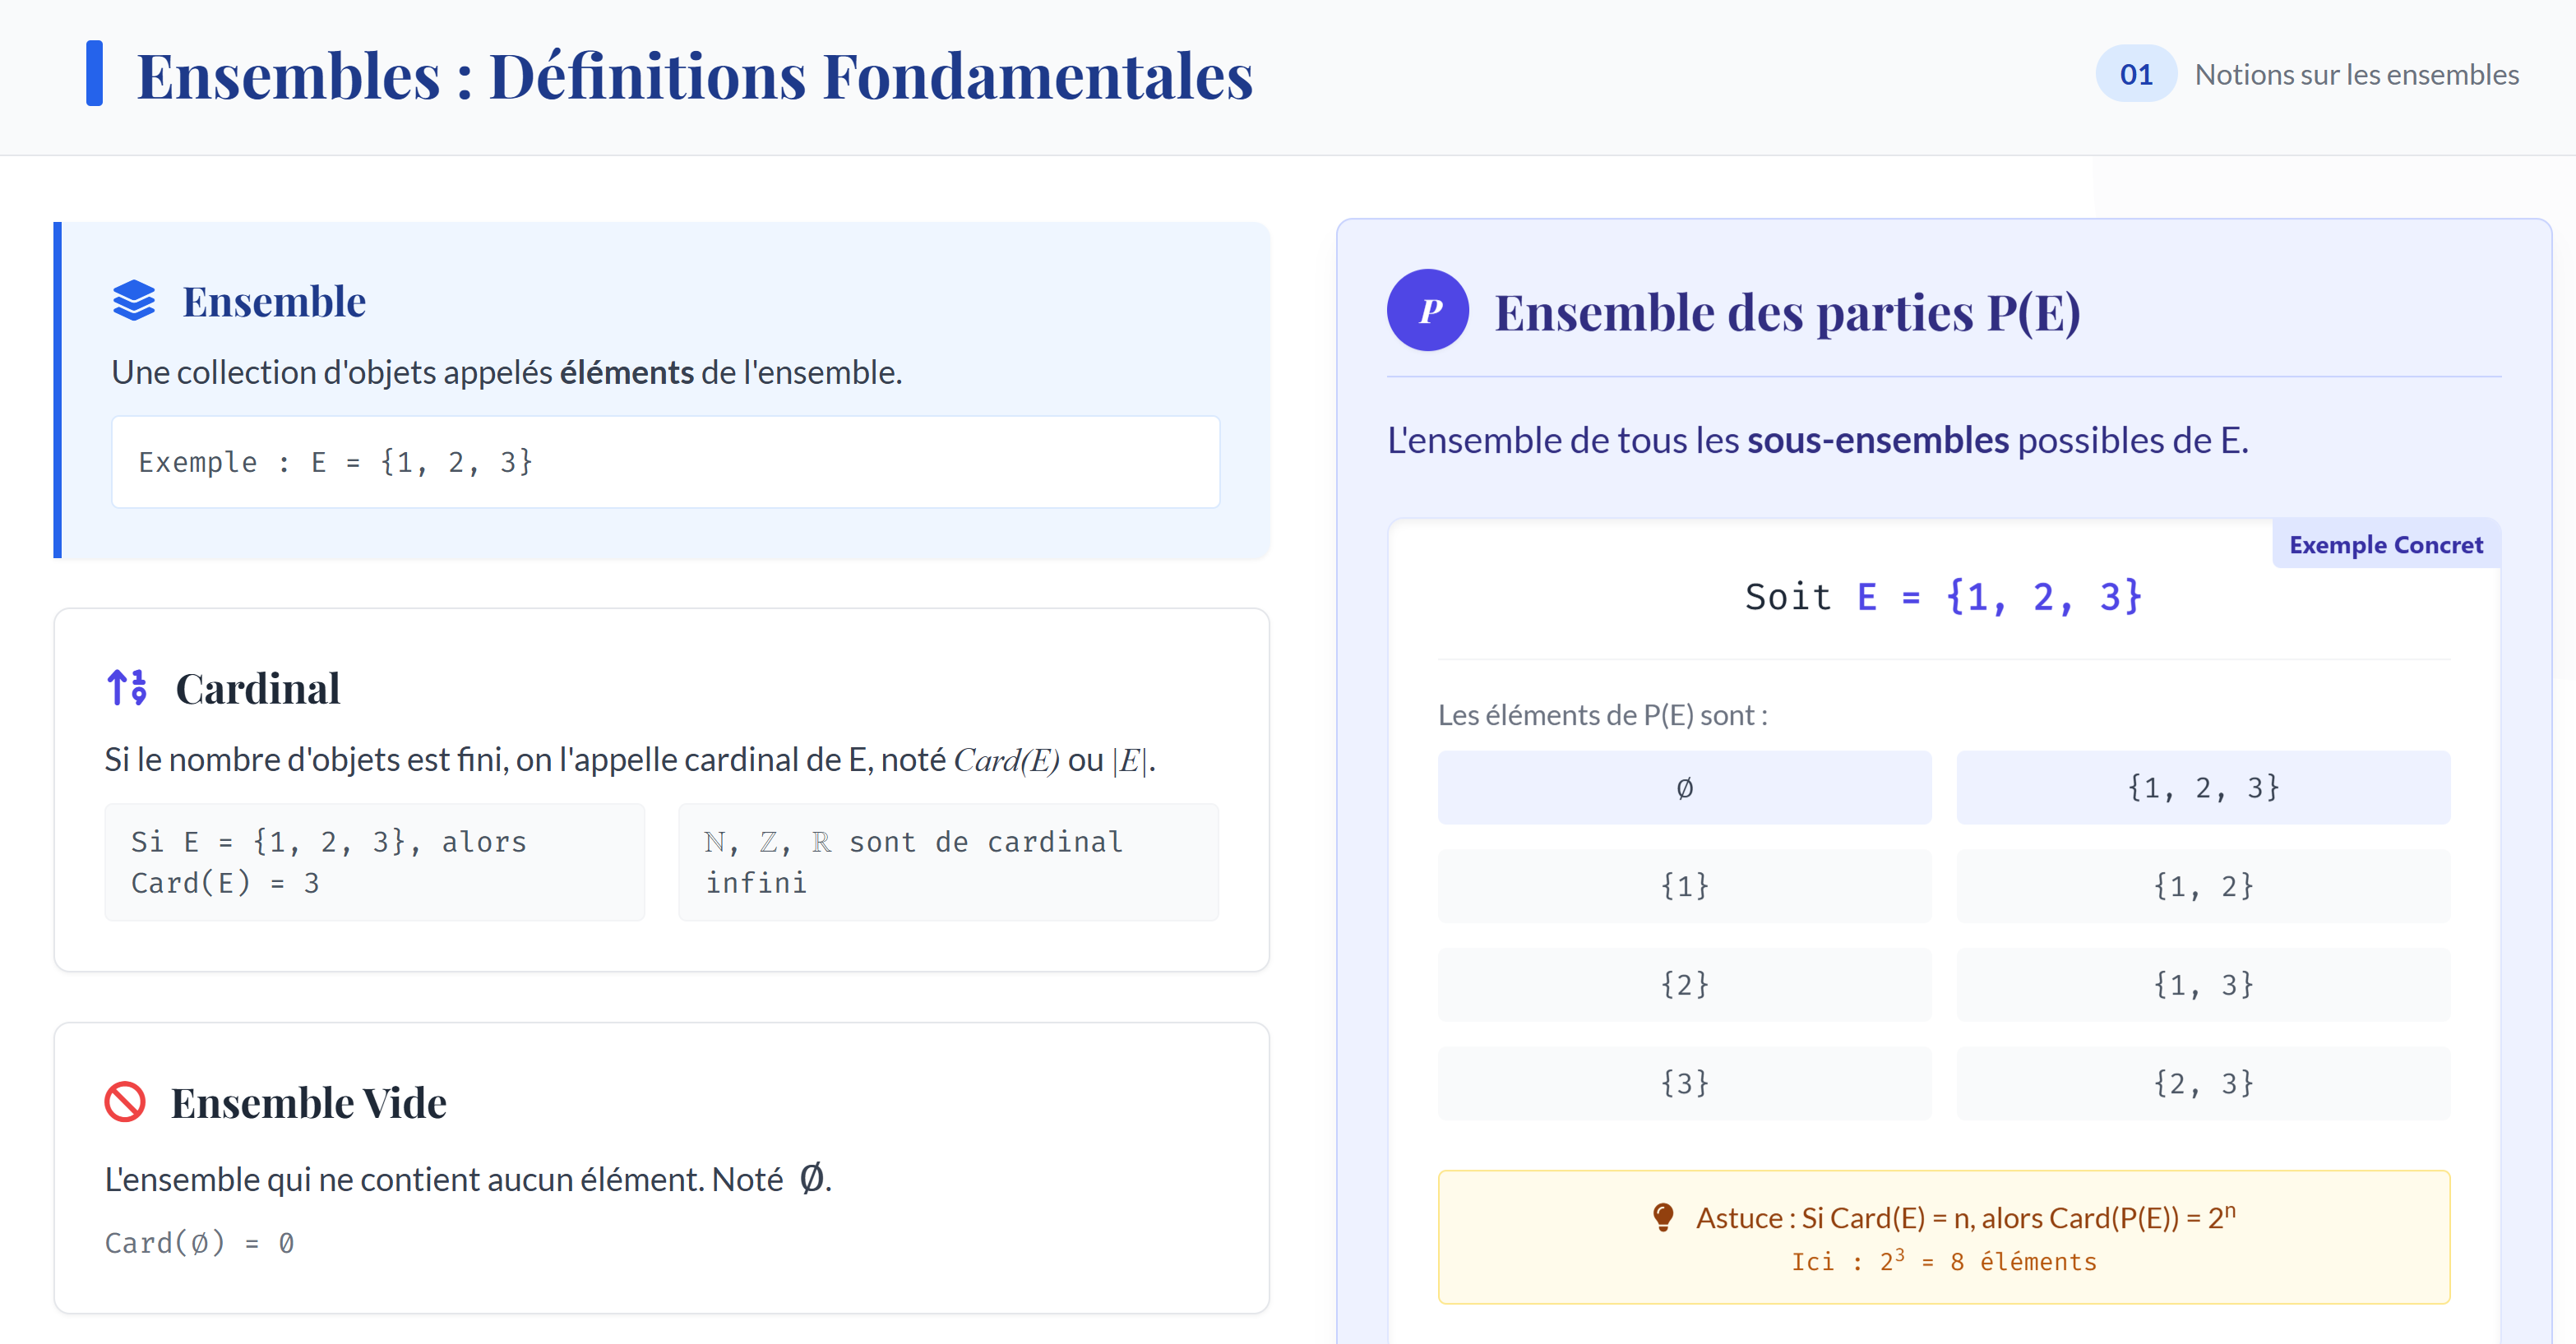 Ensembles : Définitions Fondamentales
01 Notions sur les ensembles
Ensemble
Une collection d'objets appelés éléments de l'ensemble.
Exemple : E = {1, 2, 3}
Cardinal
Si le nombre d'objets est fini, on l'appelle cardinal de E, noté Card(E) ou |E|.
Si E = {1, 2, 3}, alors
Card(E) = 3
ℕ, ℤ, ℝ sont de cardinal
infini
Ensemble Vide
L'ensemble qui ne contient aucun élément. Noté ∅.
Card(∅) = 0
P Ensemble des parties P(E)
L'ensemble de tous les sous-ensembles possibles de E.
Exemple Concret
Soit E = {1, 2, 3}
Les éléments de P(E) sont :
∅ {1, 2, 3}
{1} {1, 2}
{2} {1, 3}
{3} {2, 3}
Astuce : Si Card(E) = n, alors Card(P(E)) = 2ⁿ
Ici : 2³ = 8 éléments